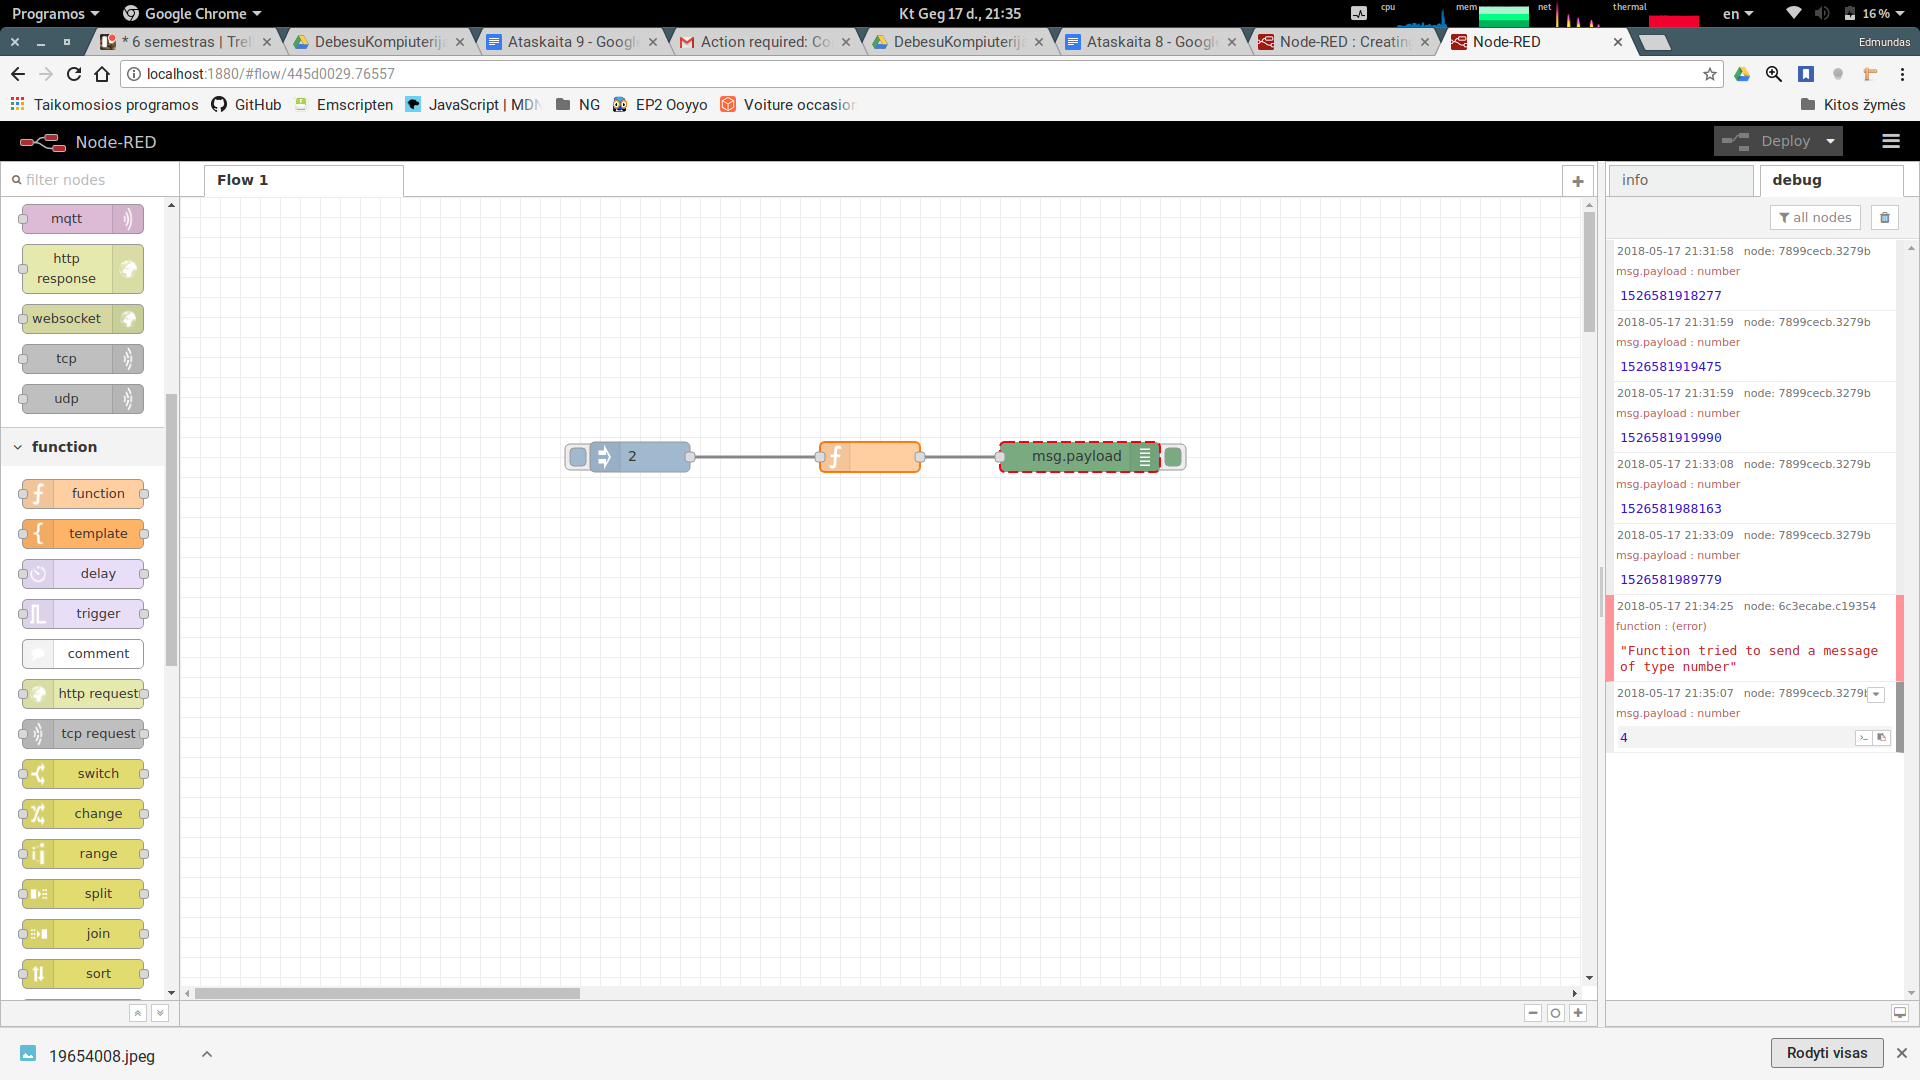 Programos
Google Chrome
Kt Geg 17 d., 21:35
cpu
mem
net
thermal
en
16 %
* 6 semestras | Trel
DebesuKompiuterija
Ataskaita 9 - Google
Action required: Co
DebesuKompiuterija
Ataskaita 8 - Google
Node-RED : Creating
Node-RED
Edmundas
localhost:1880/#flow/445d0029.76557
Taikomosios programos
GitHub
Emscripten
JavaScript | MDN
NG
EP2 Ooyyo
Voiture occasion
Kitos žymės
Node-RED
Deploy
filter nodes
Flow 1
info
debug
all nodes
mqtt
http
response
websocket
tcp
udp
function
function
template
delay
trigger
comment
http request
tcp request
switch
change
range
split
join
sort
2
msg.payload
2018-05-17 21:31:58 node: 7899cecb.3279b
msg.payload : number
1526581918277
2018-05-17 21:31:59 node: 7899cecb.3279b
msg.payload : number
1526581919475
2018-05-17 21:31:59 node: 7899cecb.3279b
msg.payload : number
1526581919990
2018-05-17 21:33:08 node: 7899cecb.3279b
msg.payload : number
1526581988163
2018-05-17 21:33:09 node: 7899cecb.3279b
msg.payload : number
1526581989779
2018-05-17 21:34:25 node: 6c3ecabe.c19354
function : (error)
"Function tried to send a message
of type number"
2018-05-17 21:35:07 node: 7899cecb.3279b
msg.payload : number
4
19654008.jpeg
Rodyti visas